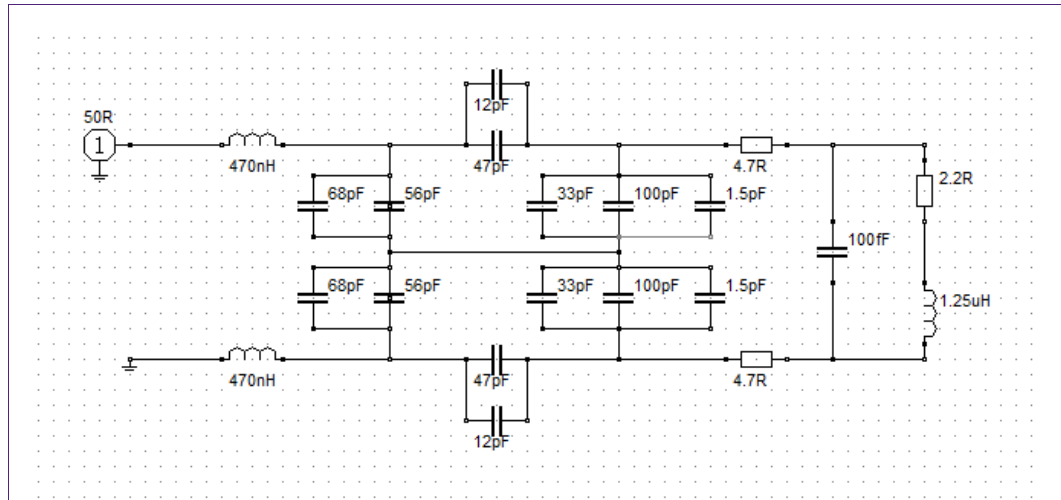 12pF
50R
1
470nH
47pF
4.7R
68pF
56pF
33pF
100pF
1.5pF
2.2R
100fF
68pF
56pF
33pF
100pF
1.5pF
1.25uH
470nH
47pF
4.7R
12pF